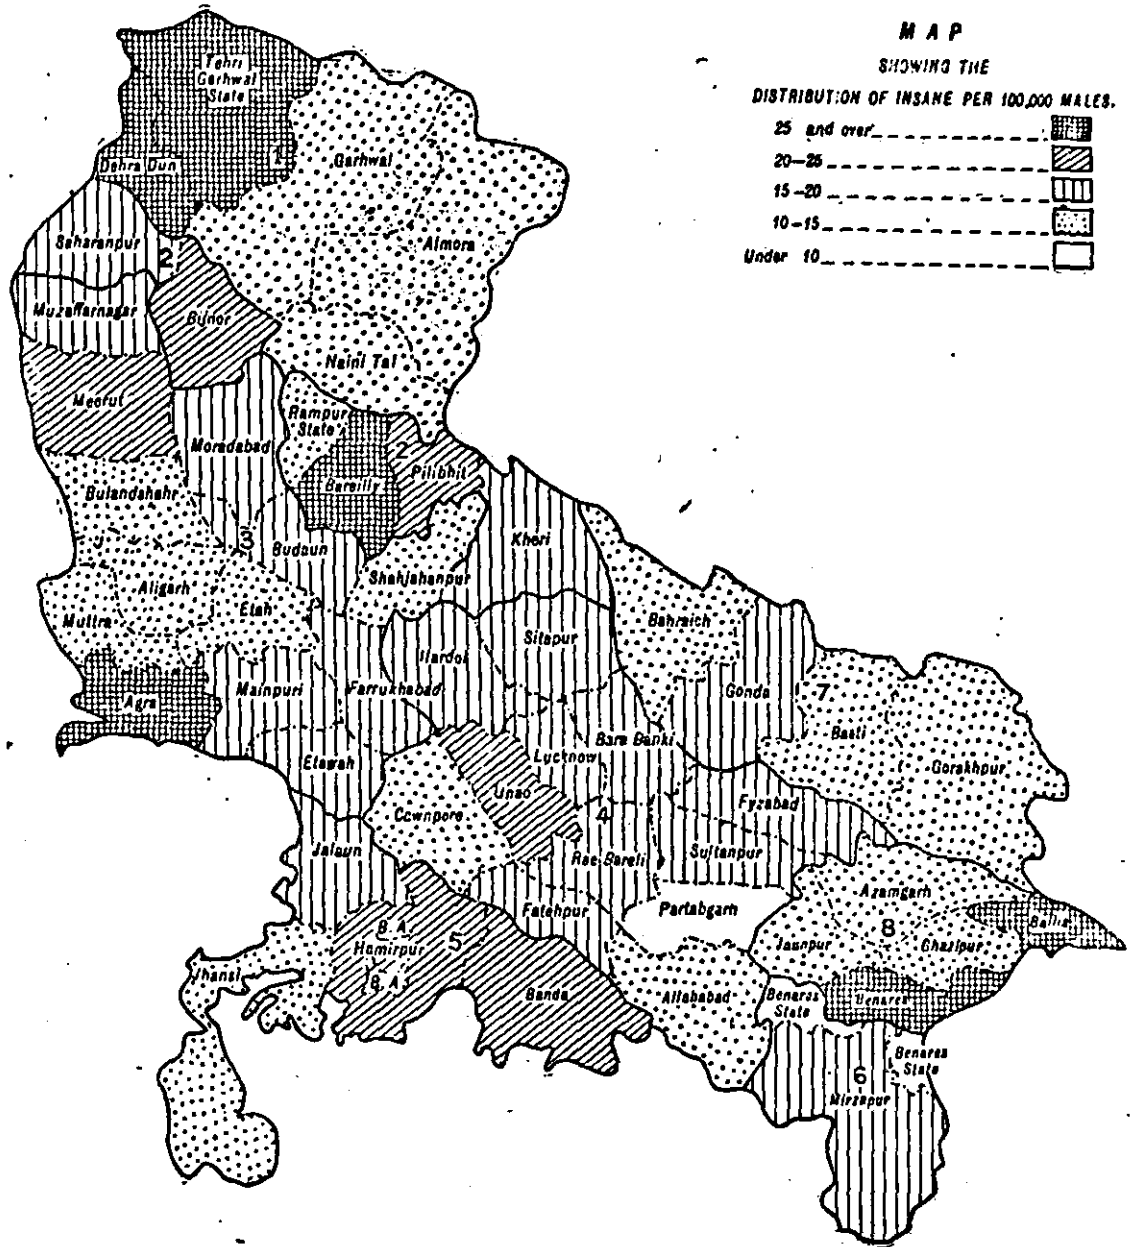 MAP
SHOWING THE
DISTRIBUTION OF INSANE PER 100,000 MALES.
25 and over
20-25
15-20
10-15
Under 10
Tehri
Garhwal
State
Dehra Dun
1
Garhwal
Almora
Saharanpur
2
Muzaffarnagar
Bijnor
Naini Tal
Meerut
Rampur
State
Moradabad
2
Pilibhit
Bareilly
Bulandshahr
3
Budaun
Kheri
Shahjahanpur
Aligarh
Etah
Muttra
Bahraich
Sitapur
Hardoi
Mainpuri
Farrukhabad
Gonda
7
Agra
Basti
Bara Banki
Lucknow
Etawah
Gorakhpur
Unao
Fyzabad
Cawnpore
4
Jalaun
Sultanpur
Rae Bareli
Azamgarh
Fatehpur
Partabgarh
Ballia
B. A.
Hamirpur
5
8
Jaunpur
Ghazipur
Jhansi
B. A.
Banda
Allahabad
Benares
State
Benares
Benares
State
6
Mirzapur